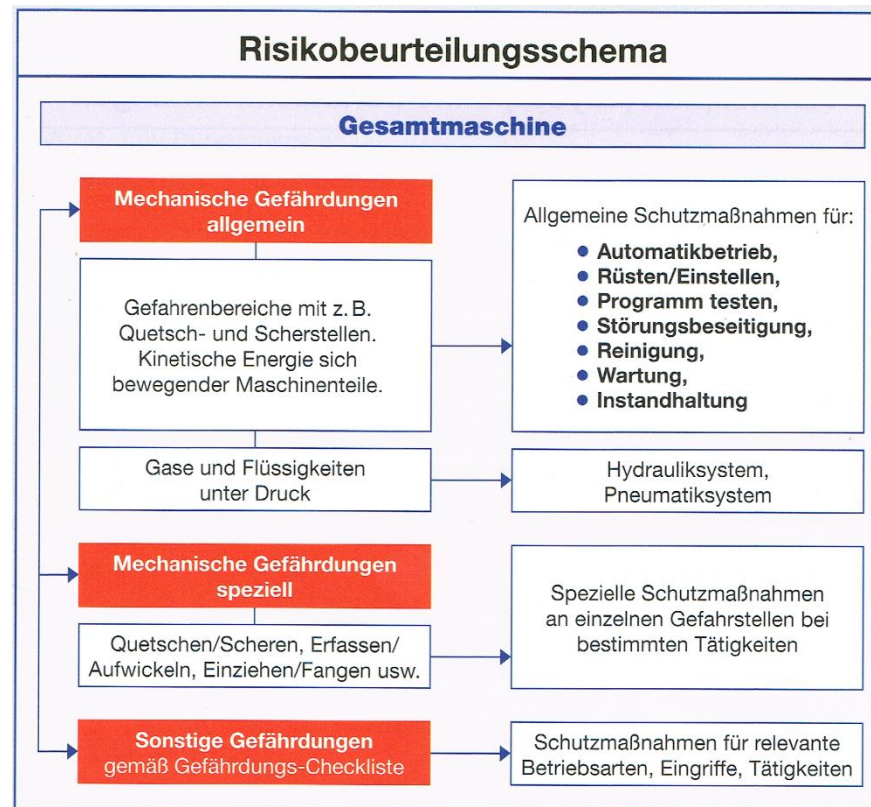 Risikobeurteilungsschema
Gesamtmaschine
Mechanische Gefährdungen
allgemein
Gefahrenbereiche mit z. B.
Quetsch- und Scherstellen.
Kinetische Energie sich
bewegender Maschinenteile.
Allgemeine Schutzmaßnahmen für:
● Automatikbetrieb,
● Rüsten/Einstellen,
● Programm testen,
● Störungsbeseitigung,
● Reinigung,
● Wartung,
● Instandhaltung
Gase und Flüssigkeiten
unter Druck
Hydrauliksystem,
Pneumatiksystem
Mechanische Gefährdungen
speziell
Quetschen/Scheren, Erfassen/
Aufwickeln, Einziehen/Fangen usw.
Spezielle Schutzmaßnahmen
an einzelnen Gefahrstellen bei
bestimmten Tätigkeiten
Sonstige Gefährdungen
gemäß Gefährdungs-Checkliste
Schutzmaßnahmen für relevante
Betriebsarten, Eingriffe, Tätigkeiten